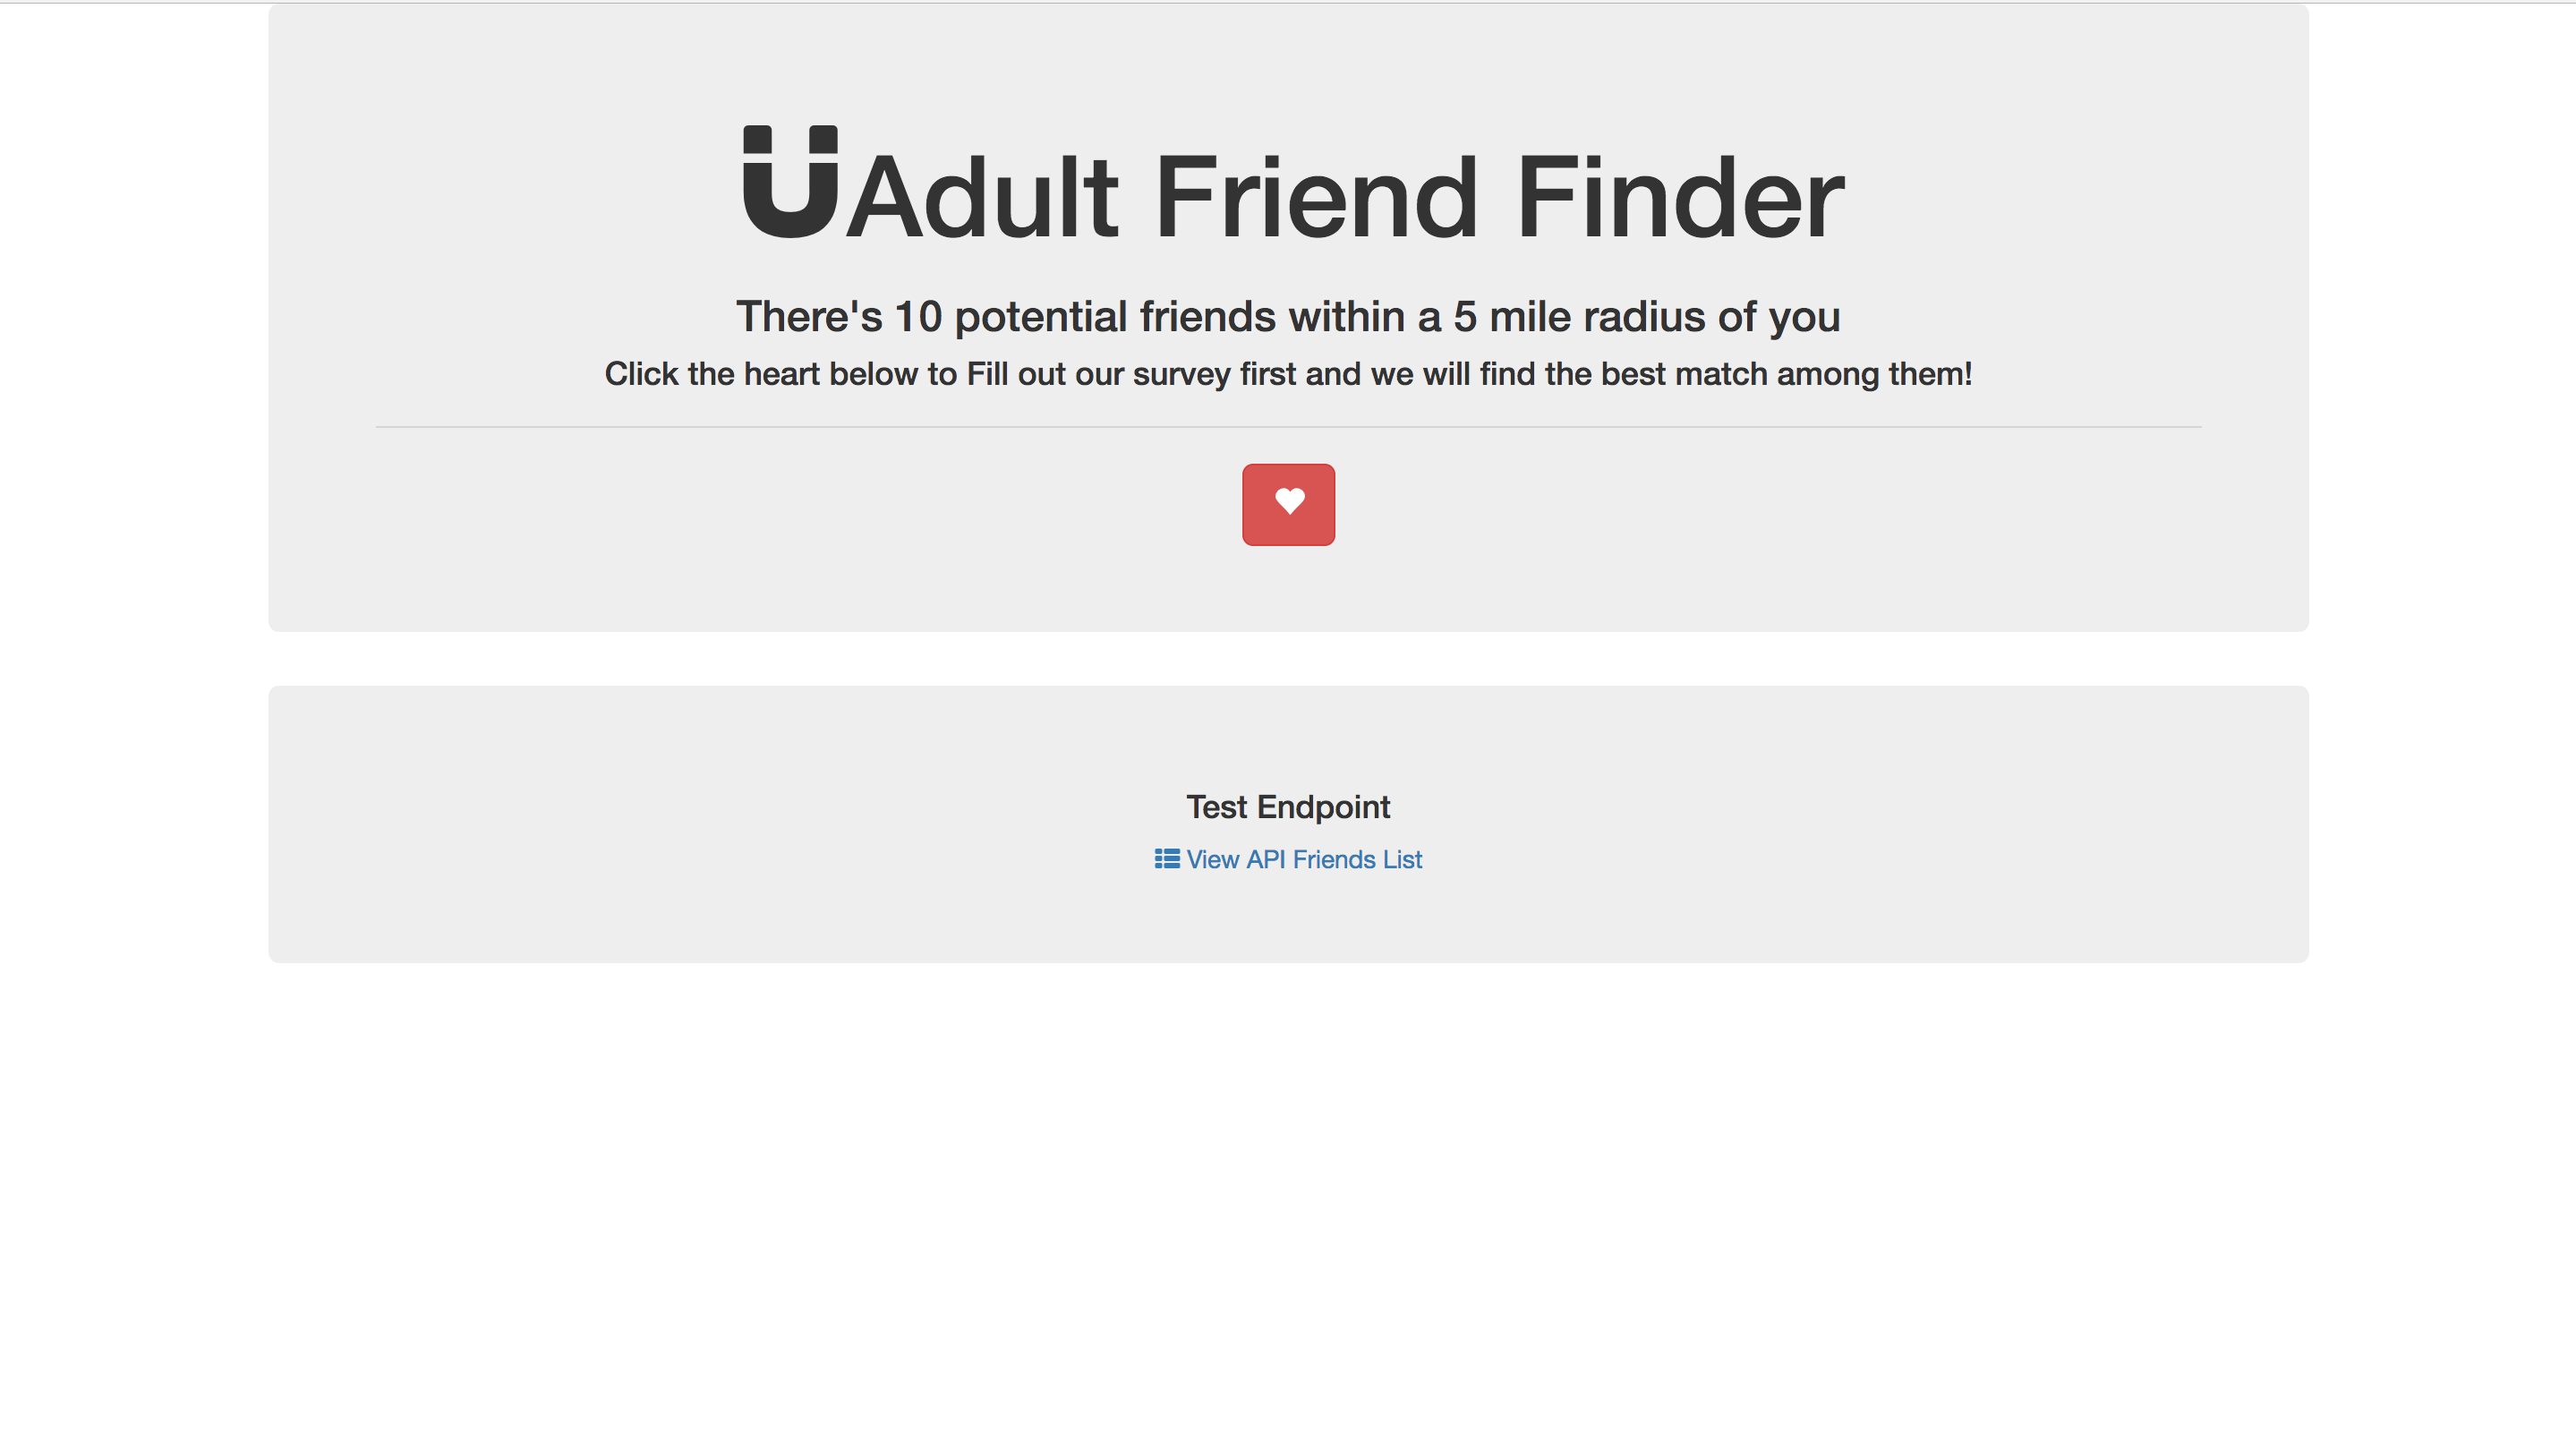 Adult Friend Finder
There's 10 potential friends within a 5 mile radius of you
Click the heart below to Fill out our survey first and we will find the best match among them!
Test Endpoint
View API Friends List